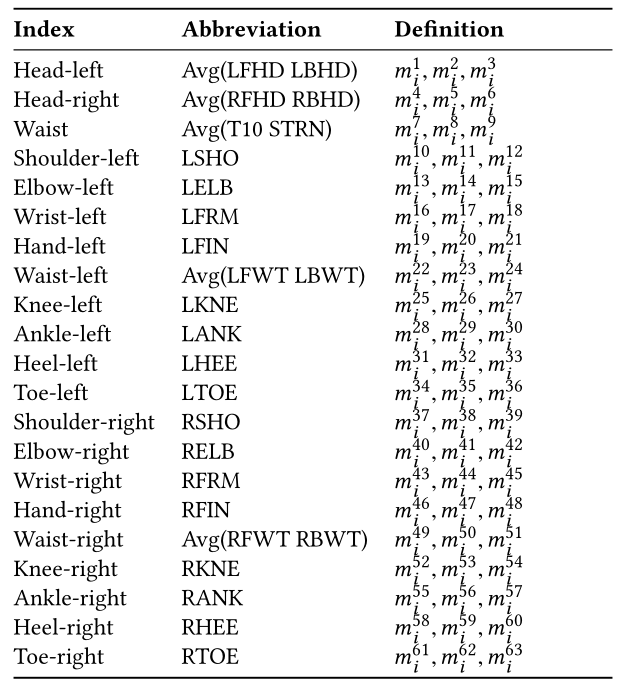 Index Abbreviation Definition
Head-left Avg(LFHD LBHD) m_i^1, m_i^2, m_i^3
Head-right Avg(RFHD RBHD) m_i^4, m_i^5, m_i^6
Waist Avg(T10 STRN) m_i^7, m_i^8, m_i^9
Shoulder-left LSHO m_i^10, m_i^11, m_i^12
Elbow-left LELB m_i^13, m_i^14, m_i^15
Wrist-left LFRM m_i^16, m_i^17, m_i^18
Hand-left LFIN m_i^19, m_i^20, m_i^21
Waist-left Avg(LFWT LBWT) m_i^22, m_i^23, m_i^24
Knee-left LKNE m_i^25, m_i^26, m_i^27
Ankle-left LANK m_i^28, m_i^29, m_i^30
Heel-left LHEE m_i^31, m_i^32, m_i^33
Toe-left LTOE m_i^34, m_i^35, m_i^36
Shoulder-right RSHO m_i^37, m_i^38, m_i^39
Elbow-right RELB m_i^40, m_i^41, m_i^42
Wrist-right RFRM m_i^43, m_i^44, m_i^45
Hand-right RFIN m_i^46, m_i^47, m_i^48
Waist-right Avg(RFWT RBWT) m_i^49, m_i^50, m_i^51
Knee-right RKNE m_i^52, m_i^53, m_i^54
Ankle-right RANK m_i^55, m_i^56, m_i^57
Heel-right RHEE m_i^58, m_i^59, m_i^60
Toe-right RTOE m_i^61, m_i^62, m_i^63